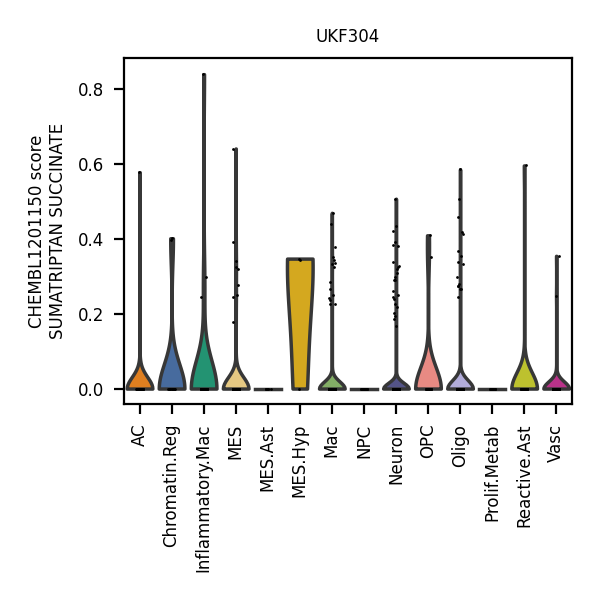 UKF304
CHEMBL1201150 score
SUMATRIPTAN SUCCINATE
0.8
0.6
0.4
0.2
0.0
AC
Chromatin.Reg
Inflammatory.Mac
MES
MES.Ast
MES.Hyp
Mac
NPC
Neuron
OPC
Oligo
Prolif.Metab
Reactive.Ast
Vasc